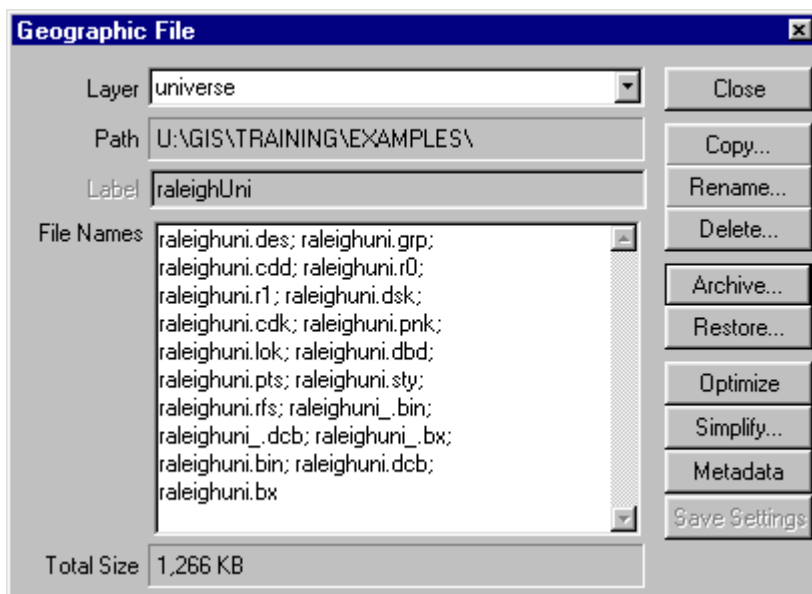 Geographic File
Layer universe
Close
Path U:\GIS\TRAINING\EXAMPLES\
Copy...
Label raleighUni
Rename...
File Names
raleighuni.des; raleighuni.grp;
raleighuni.cdd; raleighuni.r0;
raleighuni.r1; raleighuni.dsk;
raleighuni.cdk; raleighuni.pnk;
raleighuni.lok; raleighuni.dbd;
raleighuni.pts; raleighuni.sty;
raleighuni.rfs; raleighuni_.bin;
raleighuni_.dcb; raleighuni_.bx;
raleighuni.bin; raleighuni.dcb;
raleighuni.bx
Delete...
Archive...
Restore...
Optimize
Simplify...
Metadata
Save Settings
Total Size 1,266 KB